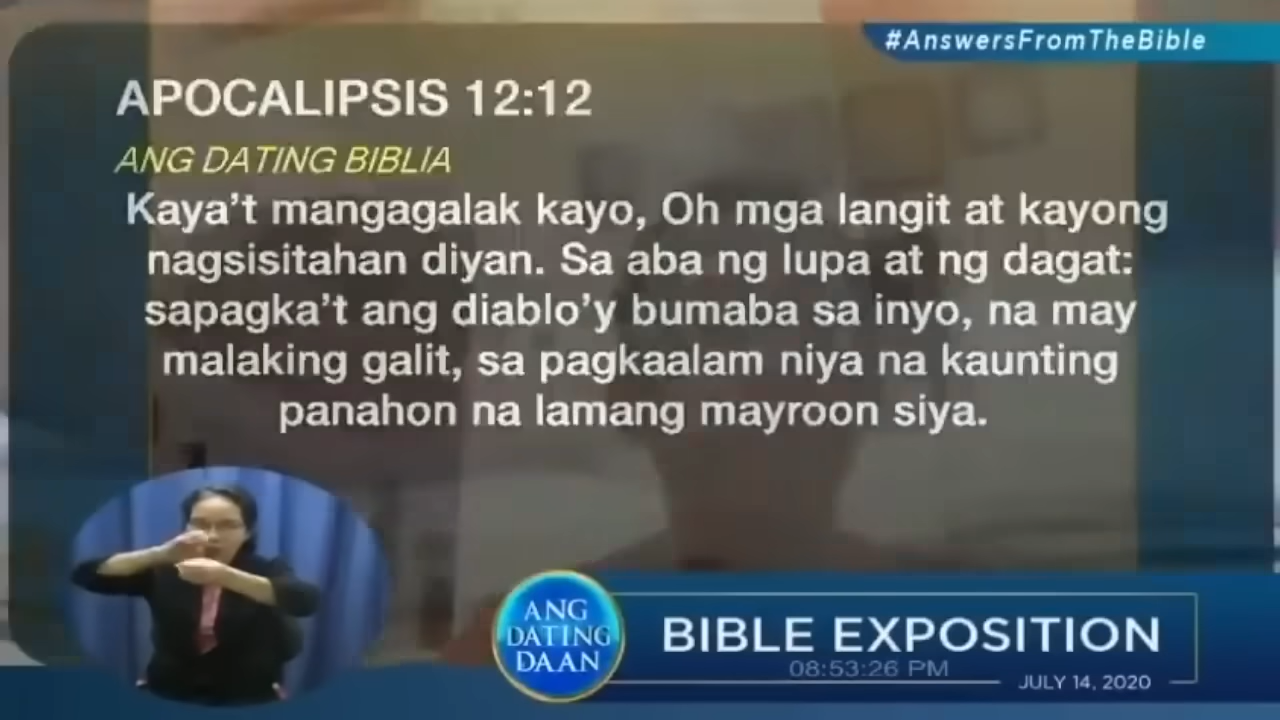 #AnswersFromTheBible
APOCALIPSIS 12:12
ANG DATING BIBLIA
Kaya't mangagalak kayo, Oh mga langit at kayong
nagsisitahan diyan. Sa aba ng lupa at ng dagat:
sapagka't ang diablo'y bumaba sa inyo, na may
malaking galit, sa pagkaalam niya na kaunting
panahon na lamang mayroon siya.
ANG
DATING
DAAN
BIBLE EXPOSITION
08:53:26 PM
JULY 14, 2020